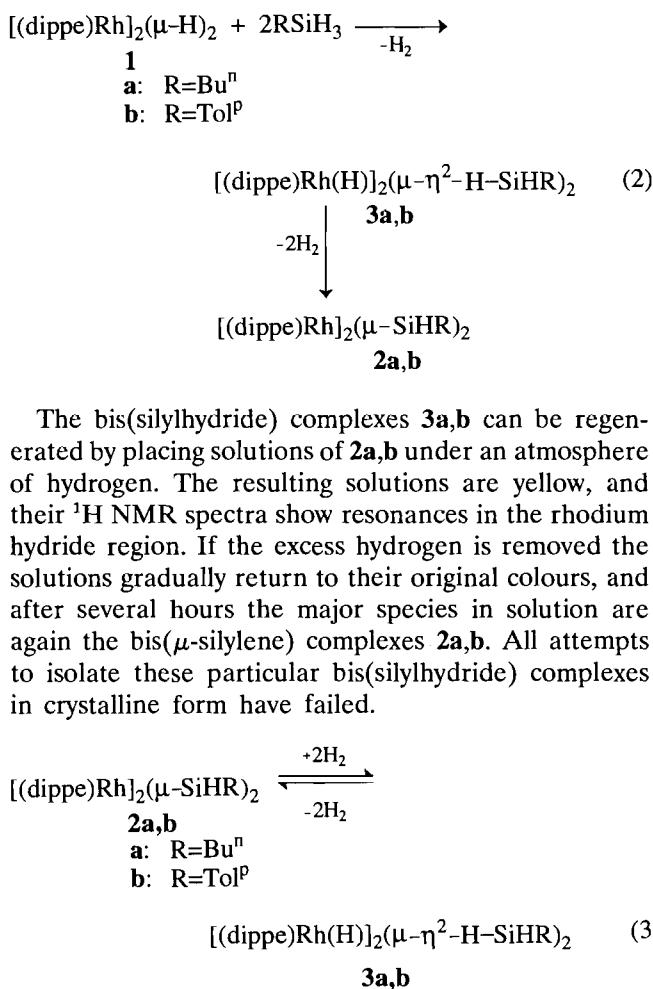 [(dippe)Rh]₂(μ-H)₂ + 2RSiH₃
-H₂
1
a: R=Buⁿ
b: R=Tolᵖ
[(dippe)Rh(H)]₂(μ-η²-H-SiHR)₂ (2)
3a,b
-2H₂
[(dippe)Rh]₂(μ-SiHR)₂
2a,b
The bis(silylhydride) complexes 3a,b can be regen-
erated by placing solutions of 2a,b under an atmosphere
of hydrogen. The resulting solutions are yellow, and
their ¹H NMR spectra show resonances in the rhodium
hydride region. If the excess hydrogen is removed the
solutions gradually return to their original colours, and
after several hours the major species in solution are
again the bis(μ-silylene) complexes 2a,b. All attempts
to isolate these particular bis(silylhydride) complexes
in crystalline form have failed.
+2H₂
[(dippe)Rh]₂(μ-SiHR)₂
-2H₂
2a,b
a: R=Buⁿ
b: R=Tolᵖ
[(dippe)Rh(H)]₂(μ-η²-H-SiHR)₂ (3
3a,b